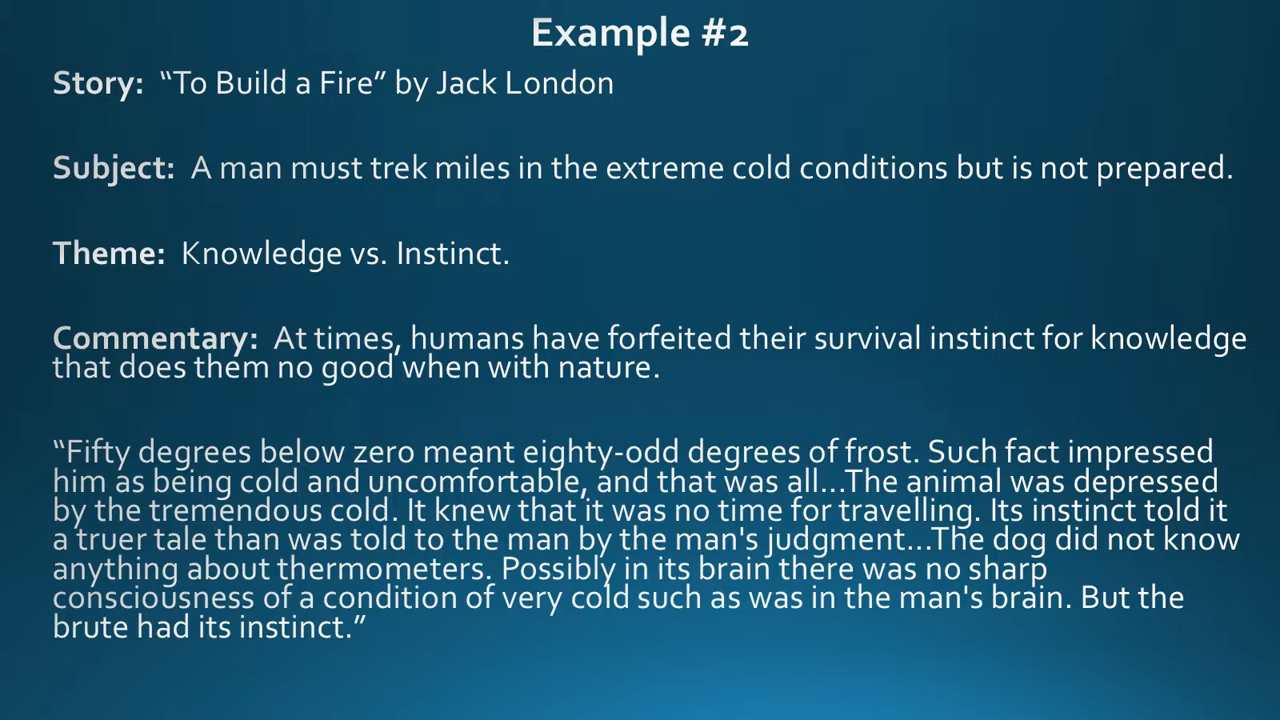 Example #2
Story:  “To Build a Fire” by Jack London
Subject:  A man must trek miles in the extreme cold conditions but is not prepared.
Theme:  Knowledge vs. Instinct.
Commentary:  At times, humans have forfeited their survival instinct for knowledge
that does them no good when with nature.
“Fifty degrees below zero meant eighty-odd degrees of frost. Such fact impressed
him as being cold and uncomfortable, and that was all...The animal was depressed
by the tremendous cold. It knew that it was no time for travelling. Its instinct told it
a truer tale than was told to the man by the man's judgment...The dog did not know
anything about thermometers. Possibly in its brain there was no sharp
consciousness of a condition of very cold such as was in the man's brain. But the
brute had its instinct.”